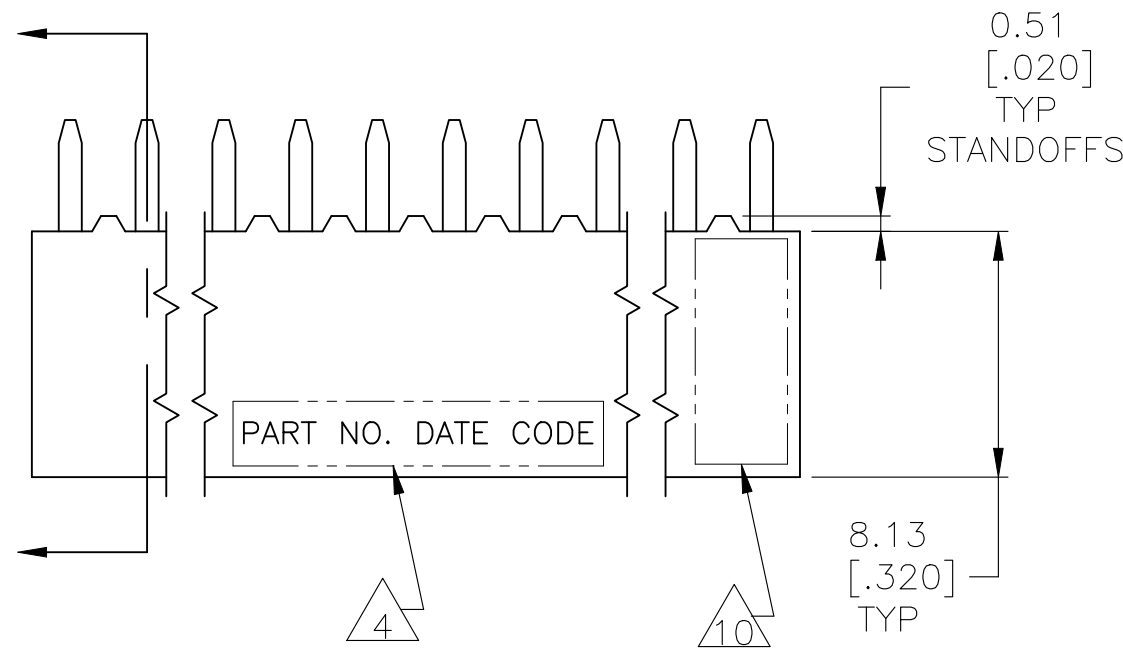 0.51
[.020]
TYP
STANDOFFS
PART NO. DATE CODE
8.13
[.320]
TYP
4
10